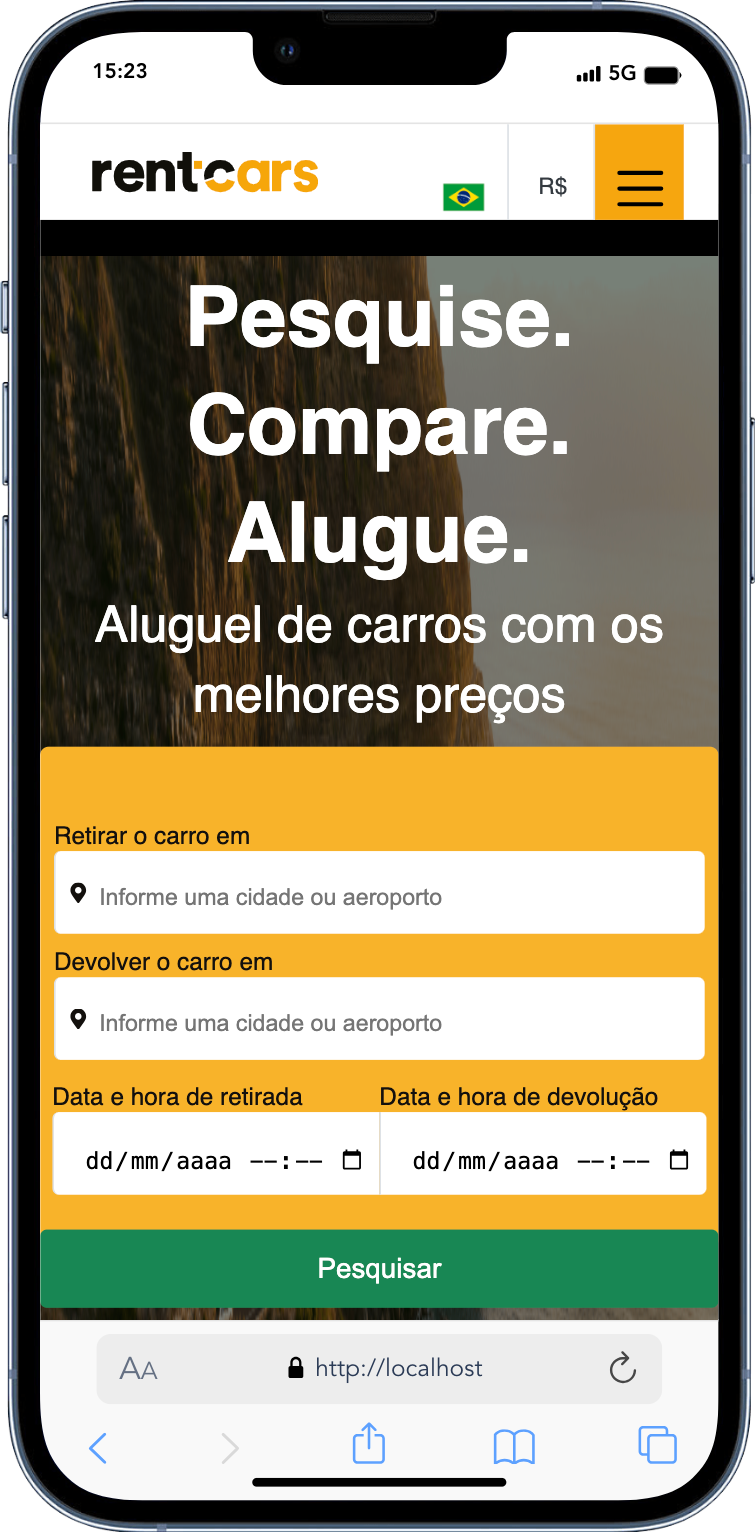 15:23
5G
rentcars
R$
Pesquise.
Compare.
Alugue.
Aluguel de carros com os
melhores preços
Retirar o carro em
Informe uma cidade ou aeroporto
Devolver o carro em
Informe uma cidade ou aeroporto
Data e hora de retirada
Data e hora de devolução
dd/mm/aaaa --:--
dd/mm/aaaa --:--
Pesquisar
AA
http://localhost